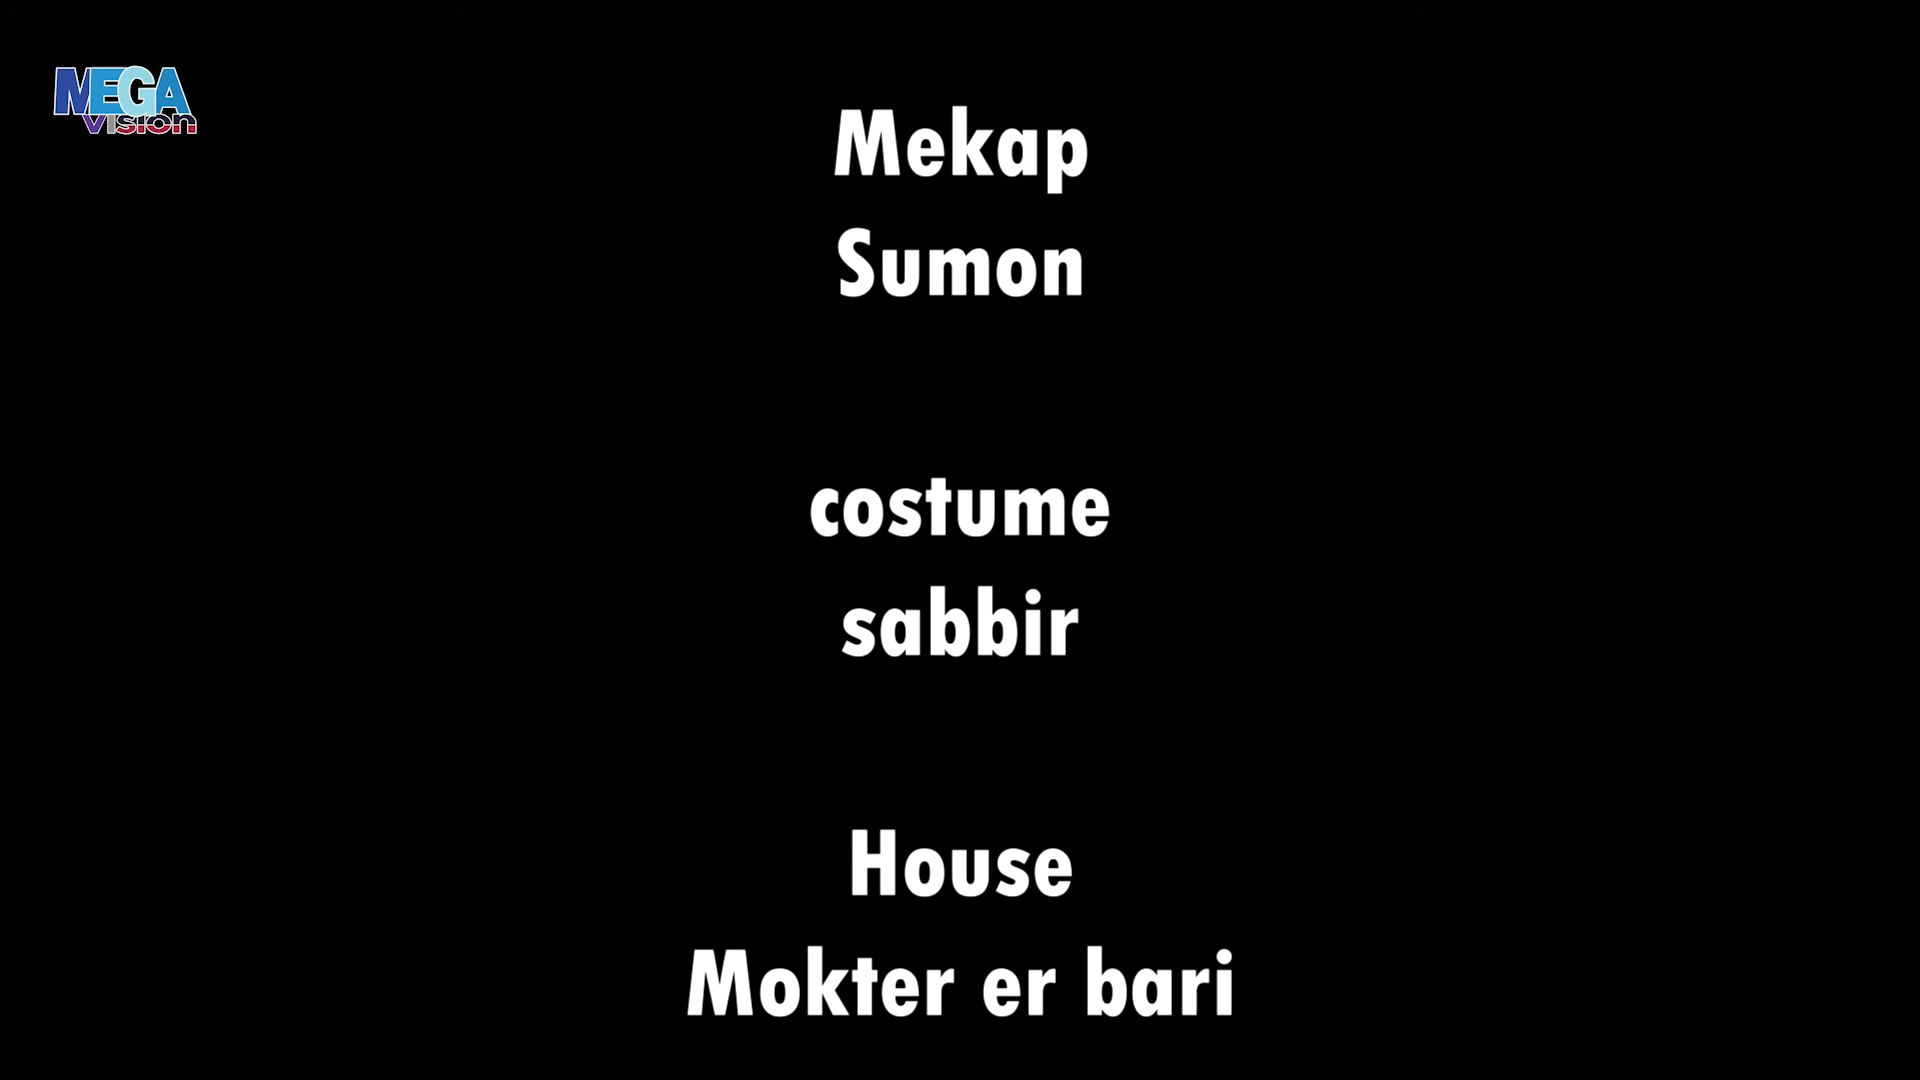 MEGA
vision
Mekap
Sumon
costume
sabbir
House
Mokter er bari